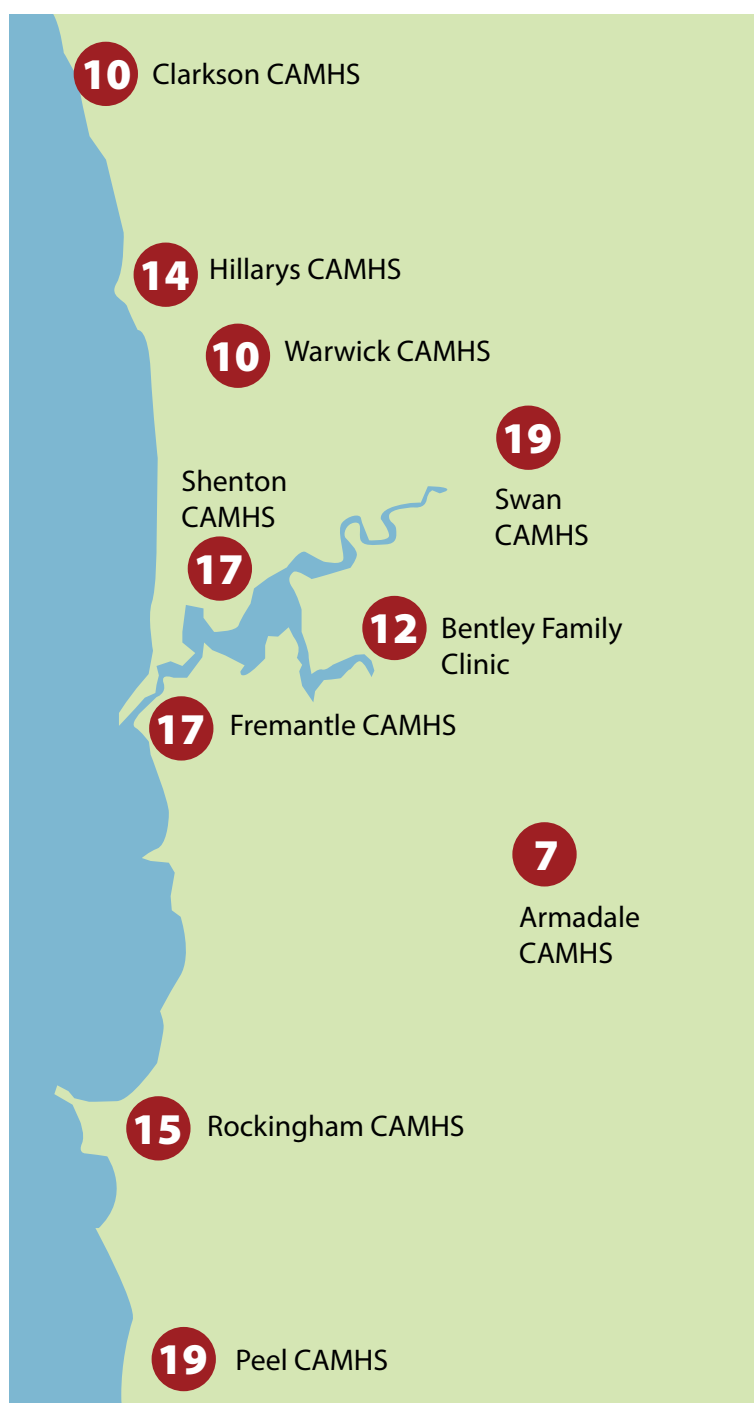 10 Clarkson CAMHS
14 Hillarys CAMHS
10 Warwick CAMHS
19
Swan
CAMHS
Shenton
CAMHS
17
12 Bentley Family
Clinic
17 Fremantle CAMHS
7
Armadale
CAMHS
15 Rockingham CAMHS
19 Peel CAMHS